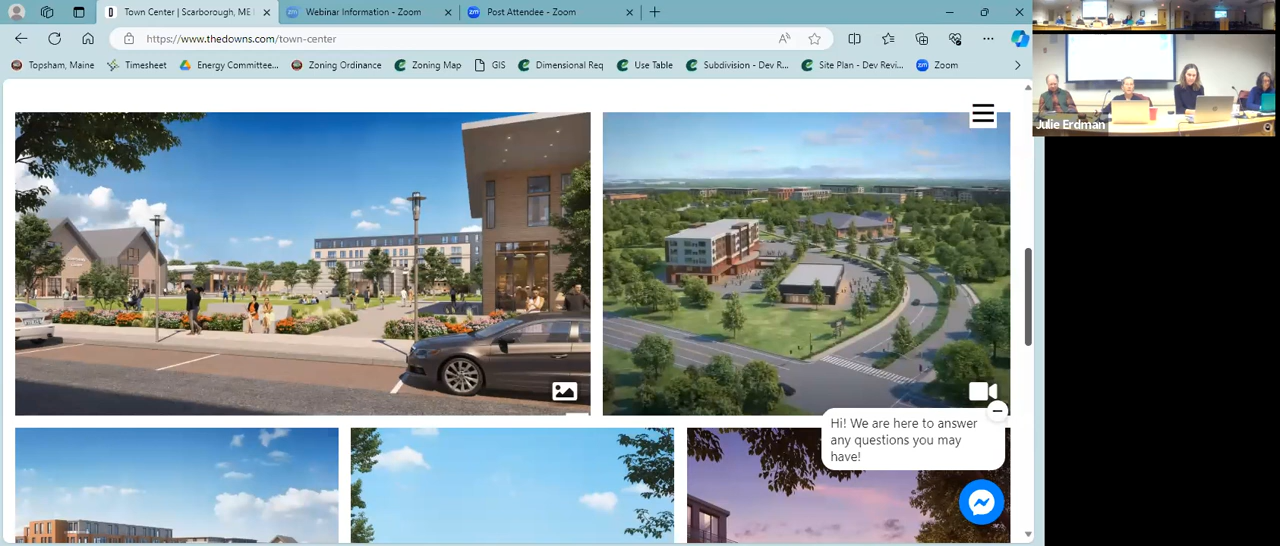 Town Center | Scarborough, ME
Webinar Information - Zoom
Post Attendee - Zoom
https://www.thedowns.com/town-center
Topsham, Maine
Timesheet
Energy Committee...
Zoning Ordinance
Zoning Map
GIS
Dimensional Req
Use Table
Subdivision - Dev R...
Site Plan - Dev Revi...
zm
Zoom
Julie Erdman
Hi! We are here to answer
any questions you may
have!